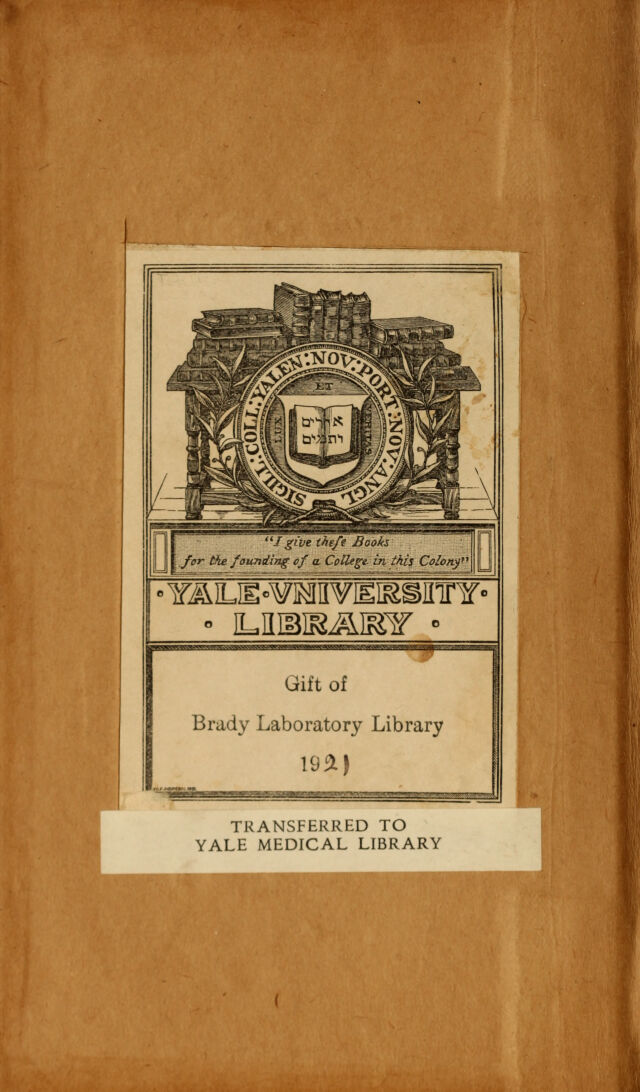 SIGILL:COLL:YALEN:NOV:PORT:NOV:ANGL
ET
LUX
VERITAS
אורים
ותמים
"I give theſe Books
for the founding of a College in this Colony"
·YALE·VNIVERSITY·
· LIBRARY ·
Gift of
Brady Laboratory Library
1921
TRANSFERRED TO
YALE MEDICAL LIBRARY